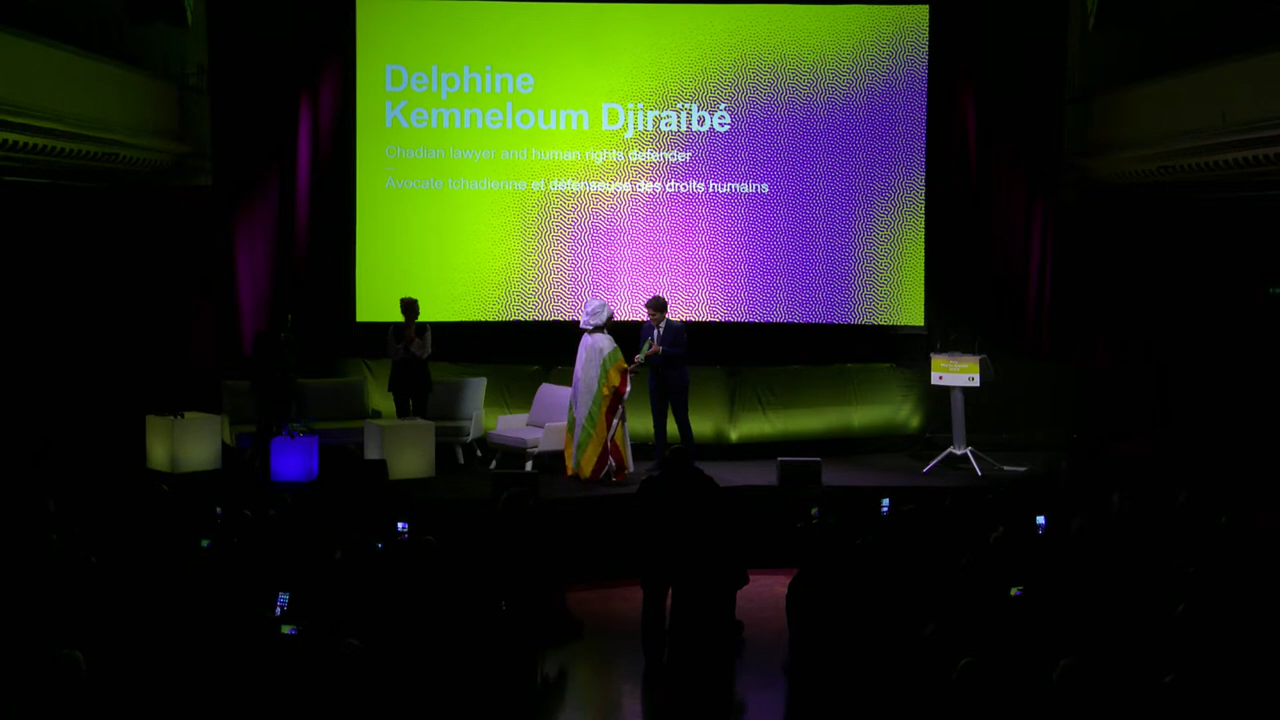 Delphine
Kemneloum Djiraïbé
Chadian lawyer and human rights defender
Avocate tchadienne et défenseuse des droits humains